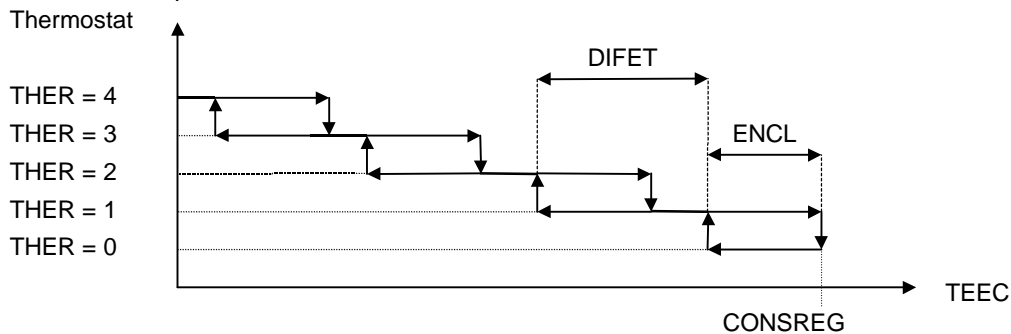 Thermostat
DIFET
THER = 4
THER = 3
ENCL
THER = 2
THER = 1
THER = 0
TEEC
CONSREG